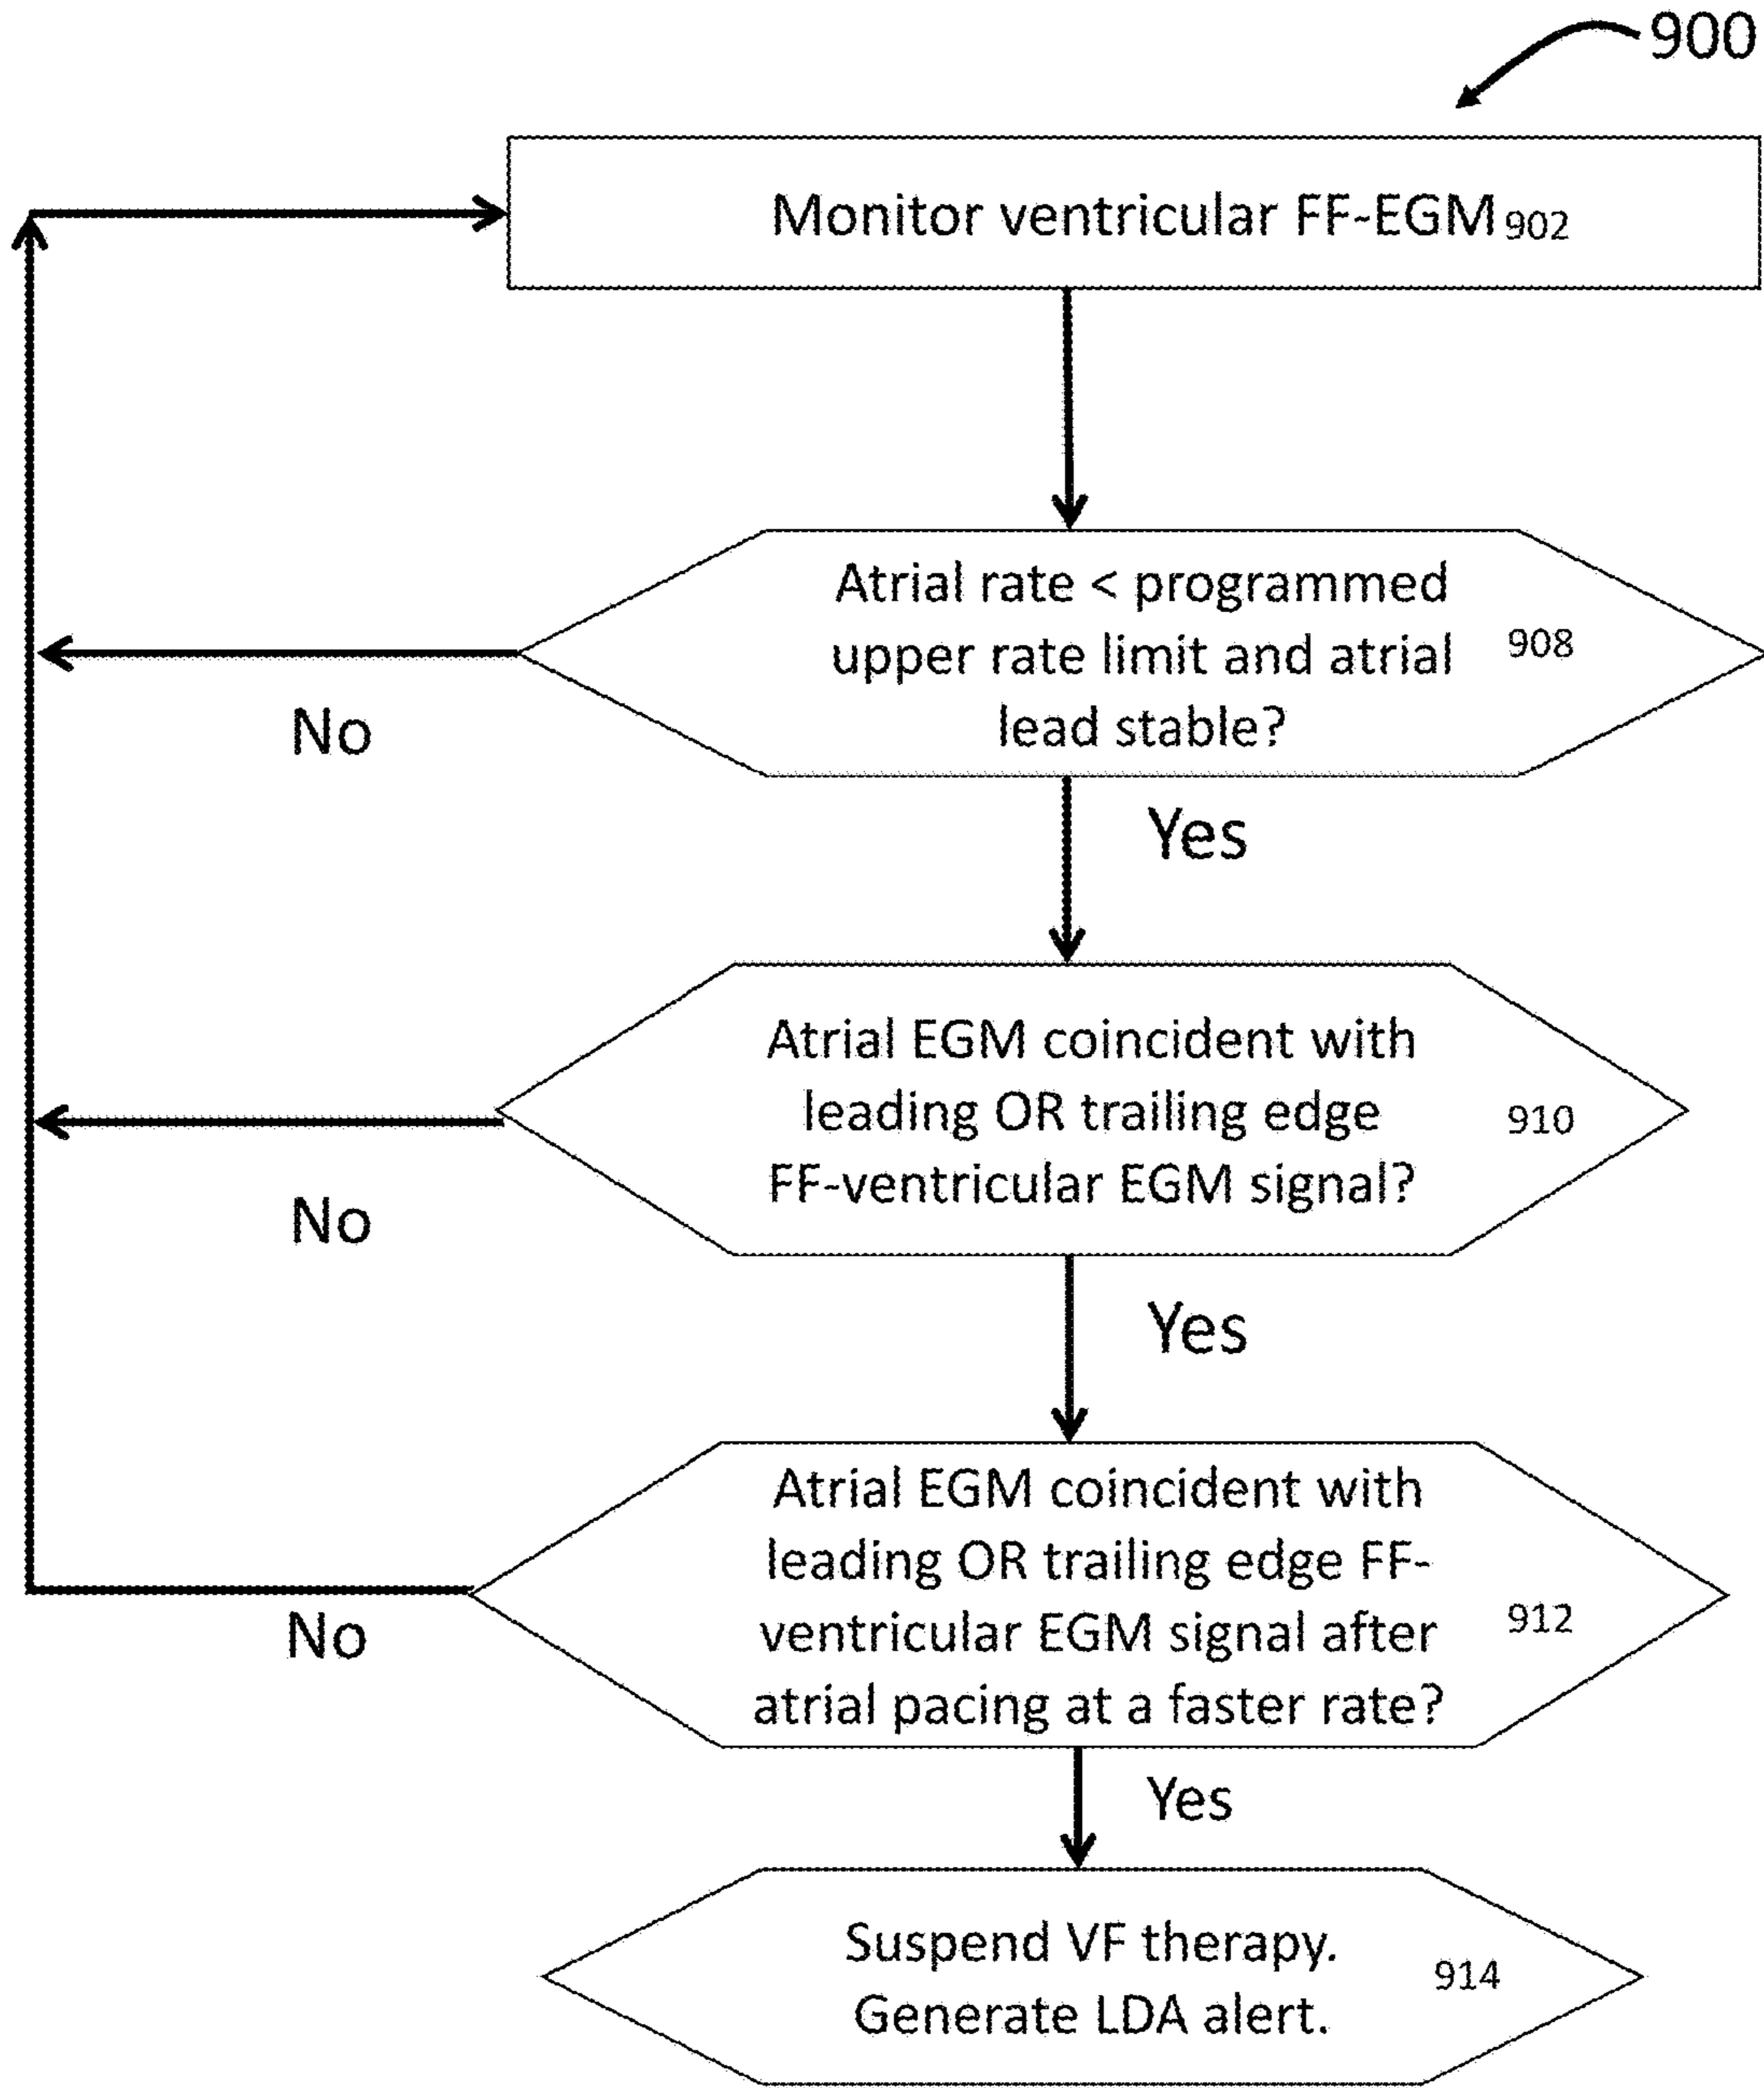 900
Monitor ventricular FF-EGM 902
Atrial rate < programmed
upper rate limit and atrial 908
lead stable?
No
Yes
Atrial EGM coincident with
leading OR trailing edge 910
FF-ventricular EGM signal?
No
Yes
Atrial EGM coincident with
leading OR trailing edge FF-
ventricular EGM signal after 912
atrial pacing at a faster rate?
No
Yes
Suspend VF therapy. 914
Generate LDA alert.